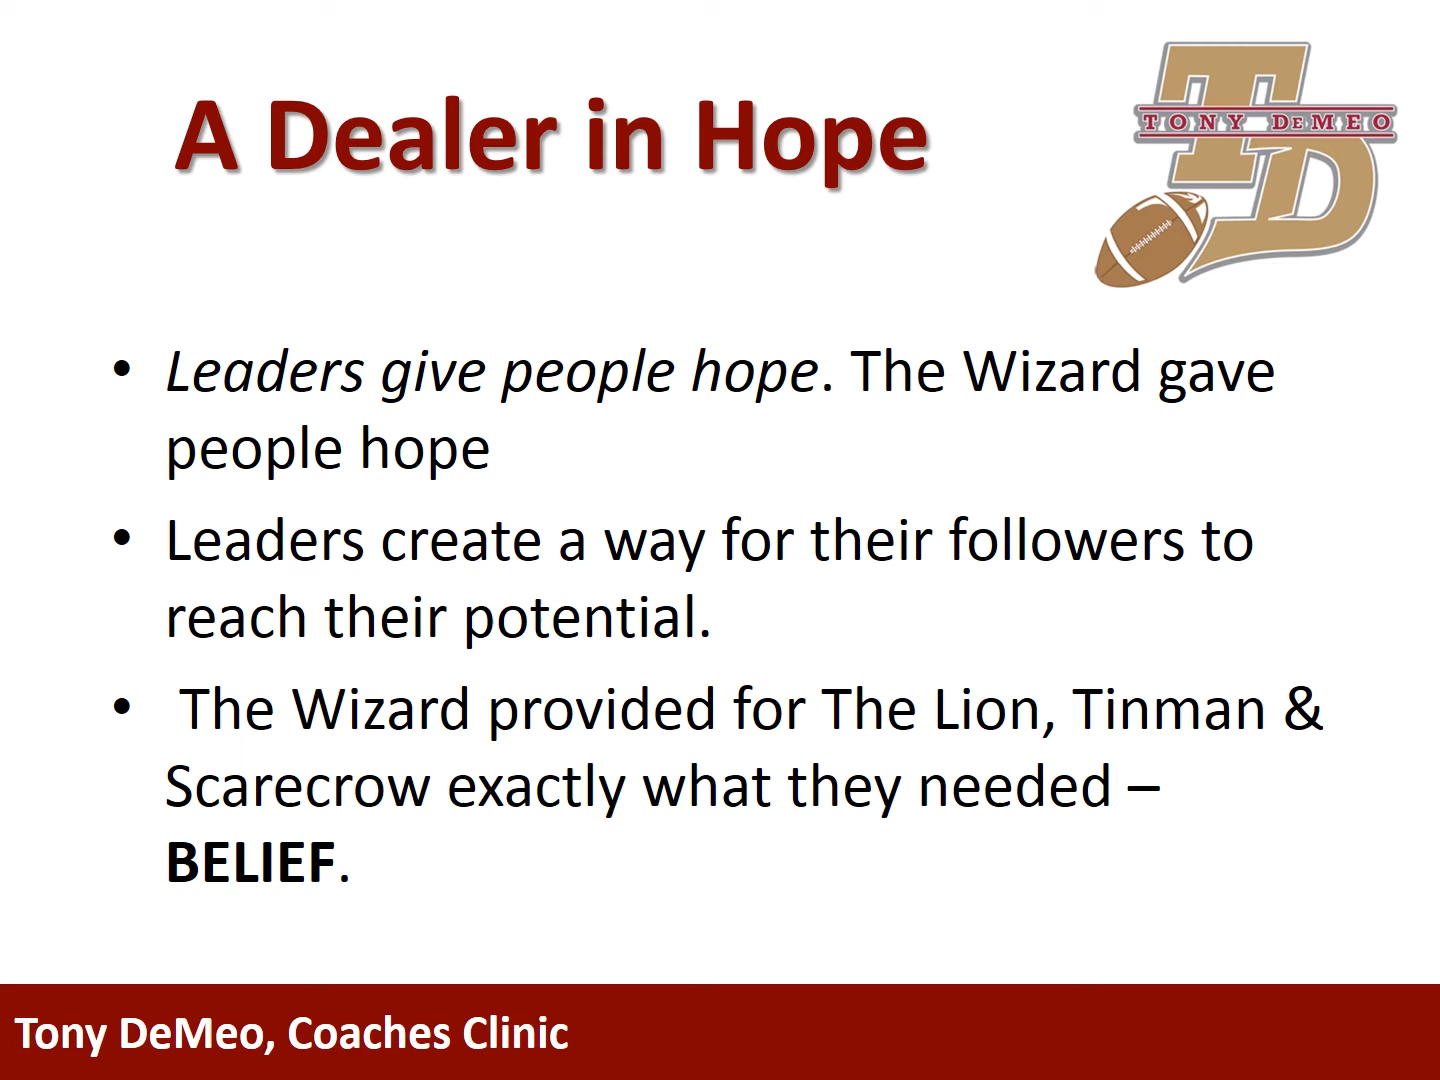 A Dealer in Hope
TONY DEMEO
TD
• Leaders give people hope. The Wizard gave
people hope
• Leaders create a way for their followers to
reach their potential.
• The Wizard provided for The Lion, Tinman &
Scarecrow exactly what they needed –
BELIEF.
Tony DeMeo, Coaches Clinic